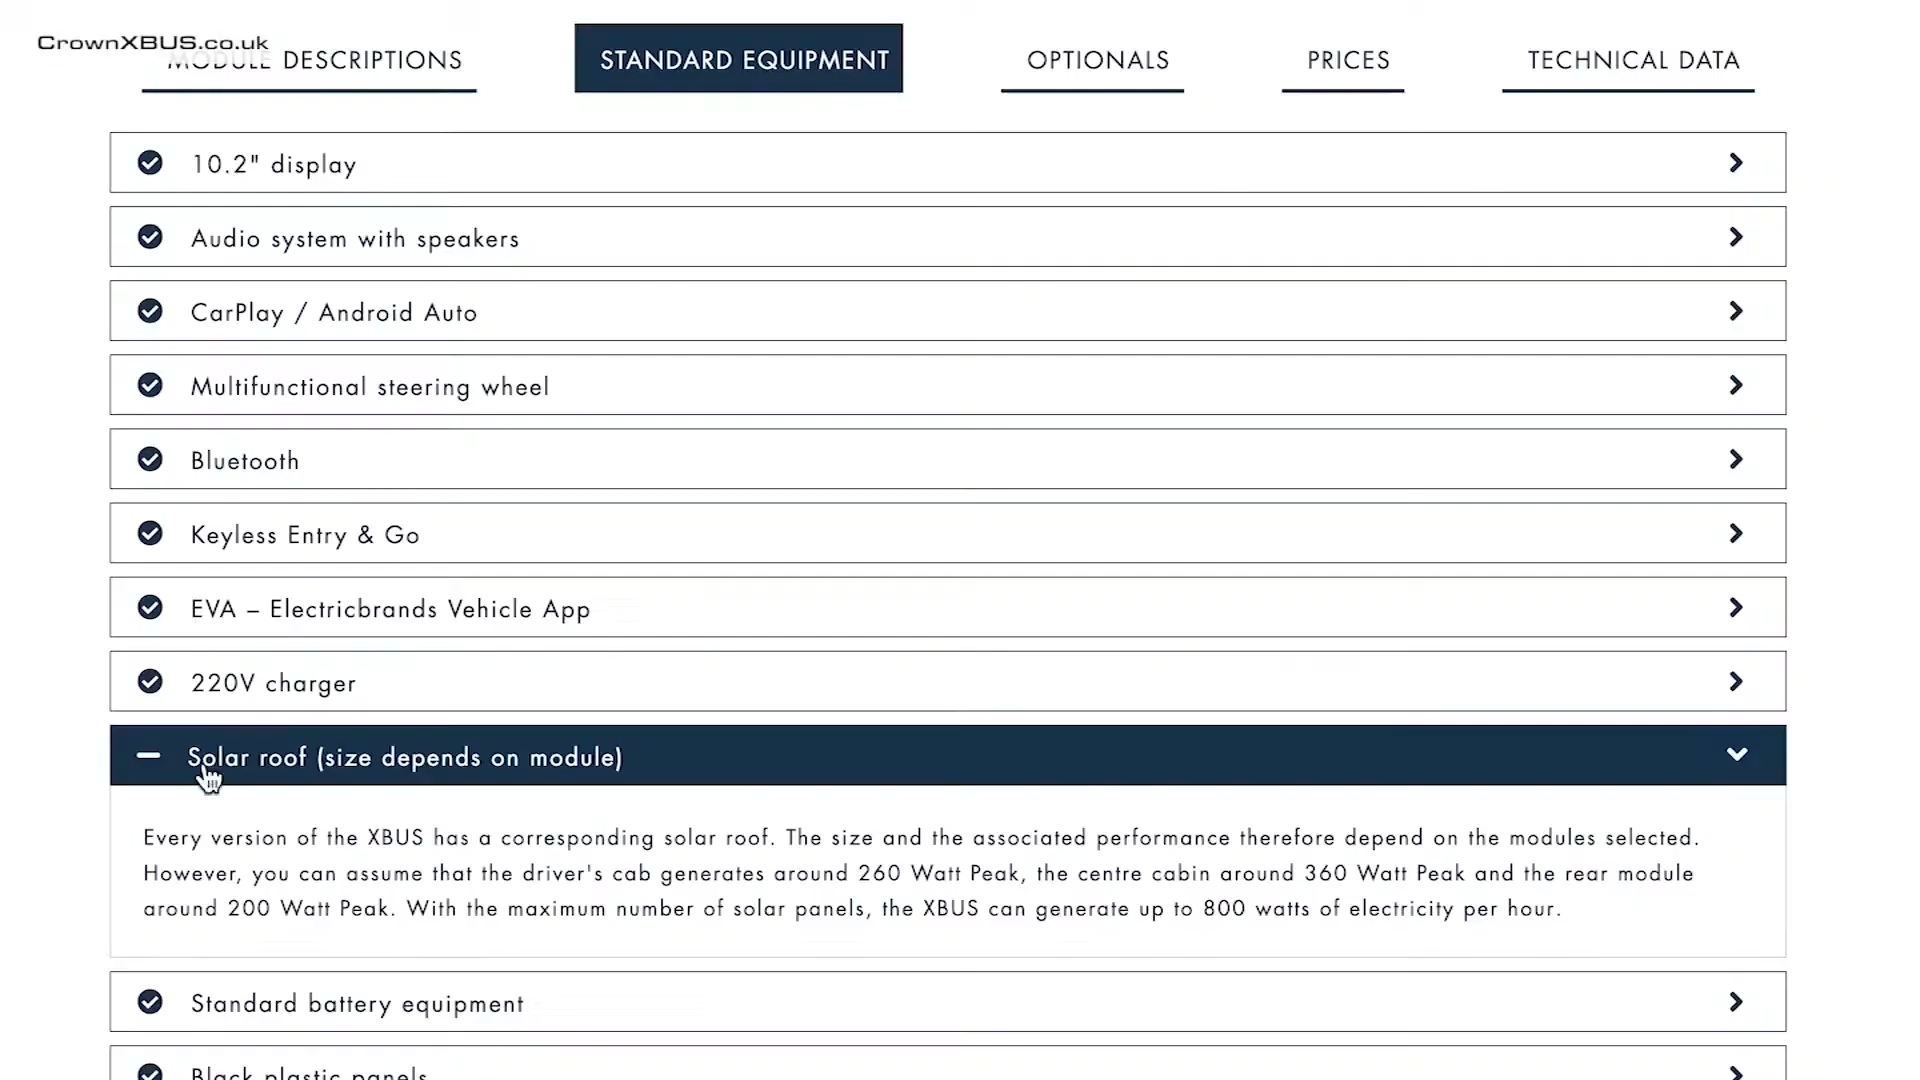 CrownXBUS.co.uk
MODULE DESCRIPTIONS
STANDARD EQUIPMENT
OPTIONALS
PRICES
TECHNICAL DATA
10.2" display
Audio system with speakers
CarPlay / Android Auto
Multifunctional steering wheel
Bluetooth
Keyless Entry & Go
EVA – Electricbrands Vehicle App
220V charger
Solar roof (size depends on module)
Every version of the XBUS has a corresponding solar roof. The size and the associated performance therefore depend on the modules selected.
However, you can assume that the driver's cab generates around 260 Watt Peak, the centre cabin around 360 Watt Peak and the rear module
around 200 Watt Peak. With the maximum number of solar panels, the XBUS can generate up to 800 watts of electricity per hour.
Standard battery equipment
Black plastic panels